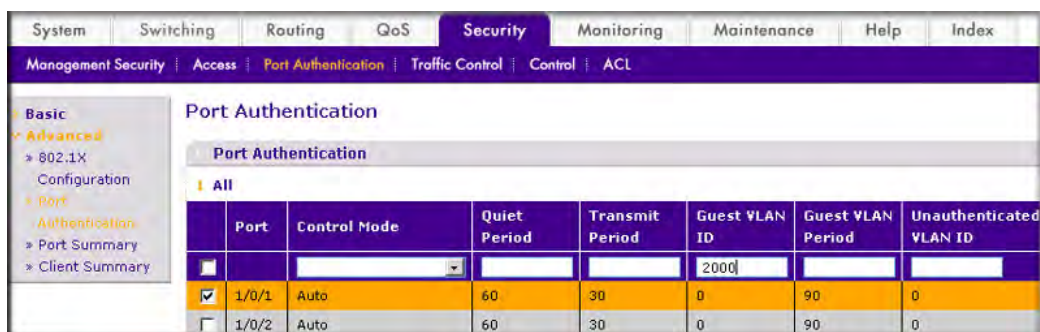 System Switching Routing QoS Security Monitoring Maintenance Help Index
Management Security Access Port Authentication Traffic Control Control ACL
Basic
Advanced
» 802.1X
Configuration
» Port
Authentication
» Port Summary
» Client Summary
Port Authentication
Port Authentication
All
Port Control Mode Quiet Period Transmit Period Guest VLAN ID Guest VLAN Period Unauthenticated VLAN ID
2000
1/0/1 Auto 60 30 0 90 0
1/0/2 Auto 60 30 0 90 0